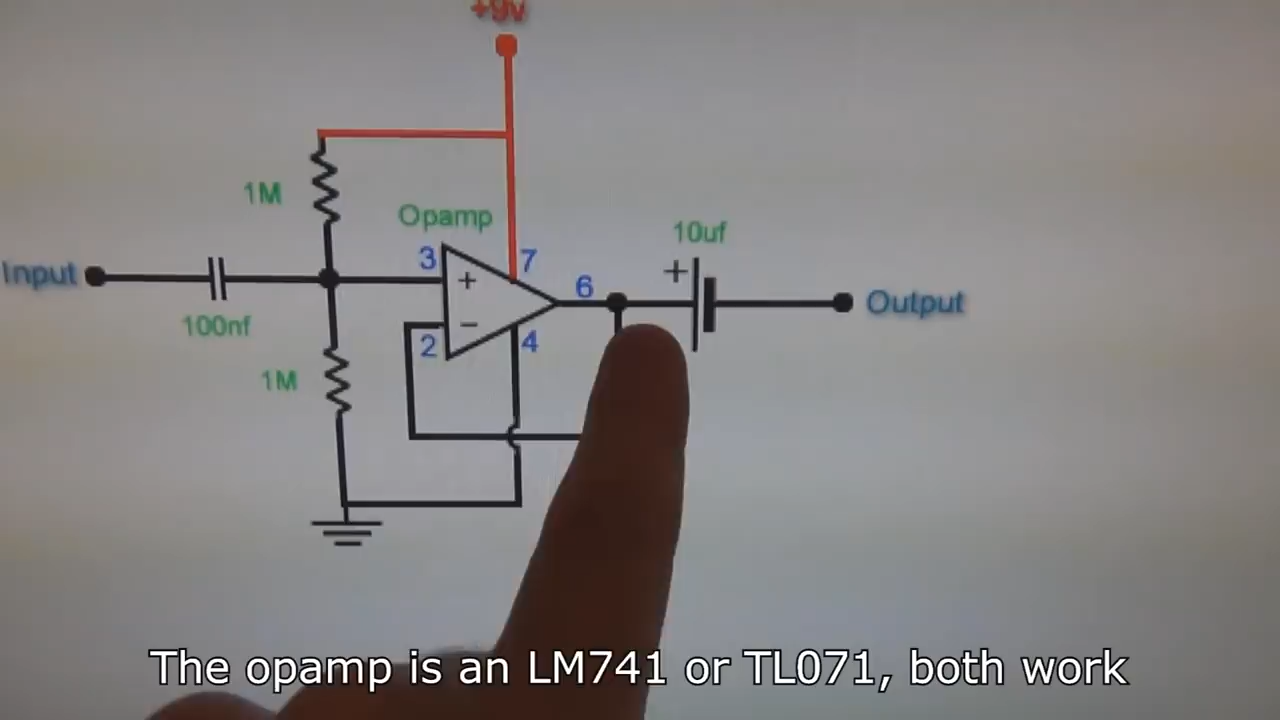 +9v
1M
Opamp
10uf
3
7
+
+
6
Input
Output
100nf
−
2
4
1M
The opamp is an LM741 or TL071, both work